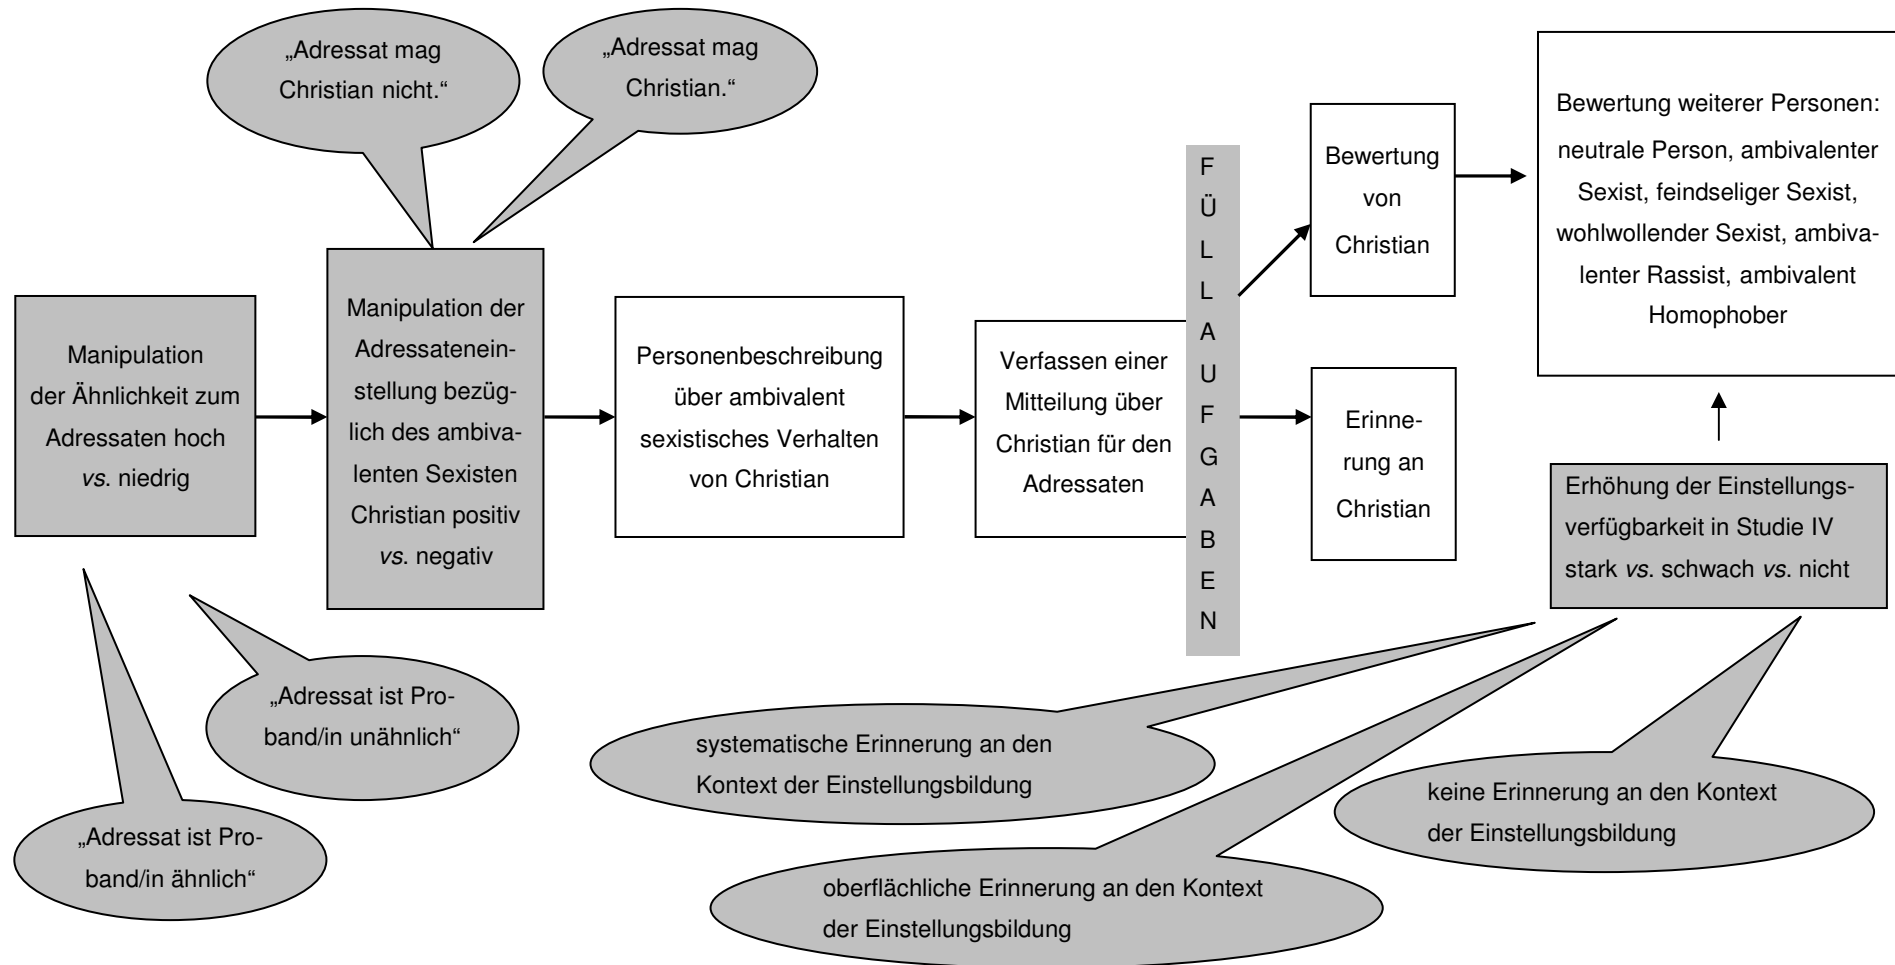 „Adressat mag
Christian nicht.“
„Adressat mag
Christian.“
Manipulation
der Ähnlichkeit zum
Adressaten hoch
vs. niedrig
Manipulation der
Adressatenein-
stellung bezüg-
lich des ambiva-
lenten Sexisten
Christian positiv
vs. negativ
Personenbeschreibung
über ambivalent
sexistisches Verhalten
von Christian
Verfassen einer
Mitteilung über
Christian für den
Adressaten
F
Ü
L
L
A
U
F
G
A
B
E
N
Bewertung
von
Christian
Erinne-
rung an
Christian
Bewertung weiterer Personen:
neutrale Person, ambivalenter
Sexist, feindseliger Sexist,
wohlwollender Sexist, ambiva-
lenter Rassist, ambivalent
Homophober
Erhöhung der Einstellungs-
verfügbarkeit in Studie IV
stark vs. schwach vs. nicht
„Adressat ist Pro-
band/in unähnlich“
„Adressat ist Pro-
band/in ähnlich“
systematische Erinnerung an den
Kontext der Einstellungsbildung
oberflächliche Erinnerung an den Kontext
der Einstellungsbildung
keine Erinnerung an den Kontext
der Einstellungsbildung